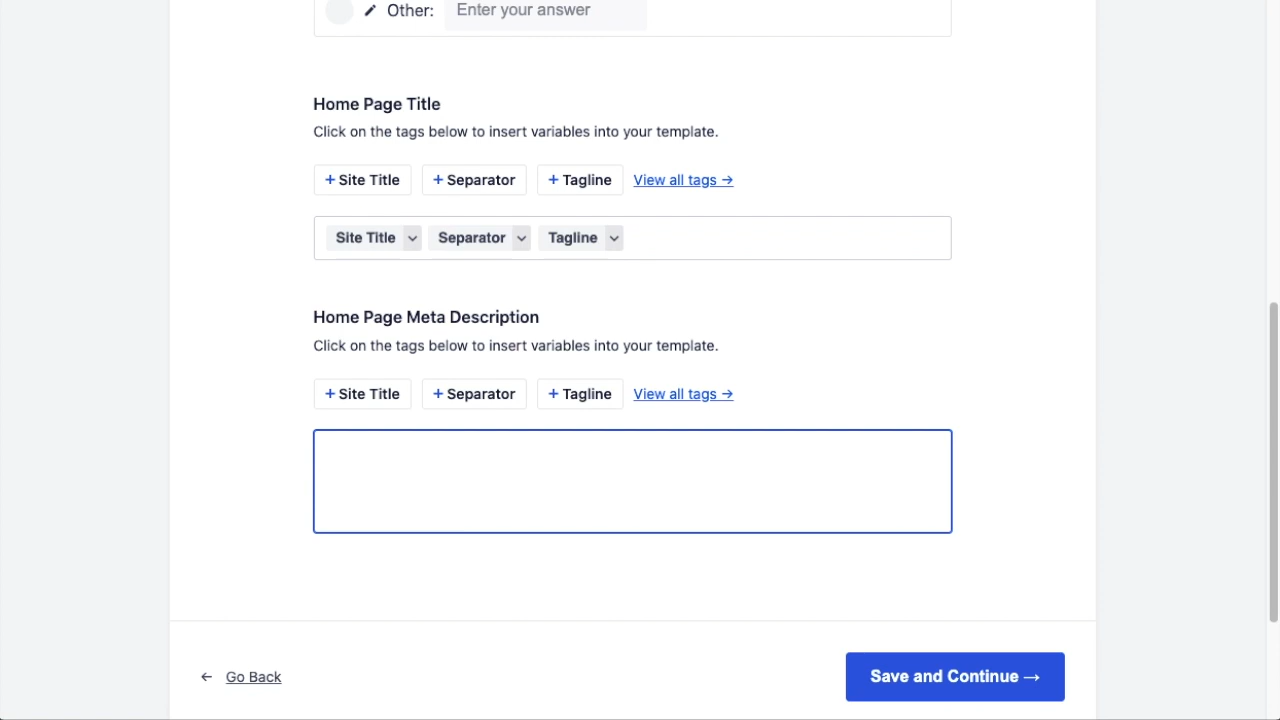 Other: Enter your answer
Home Page Title
Click on the tags below to insert variables into your template.
+ Site Title + Separator + Tagline View all tags →
Site Title Separator Tagline
Home Page Meta Description
Click on the tags below to insert variables into your template.
+ Site Title + Separator + Tagline View all tags →
← Go Back Save and Continue →